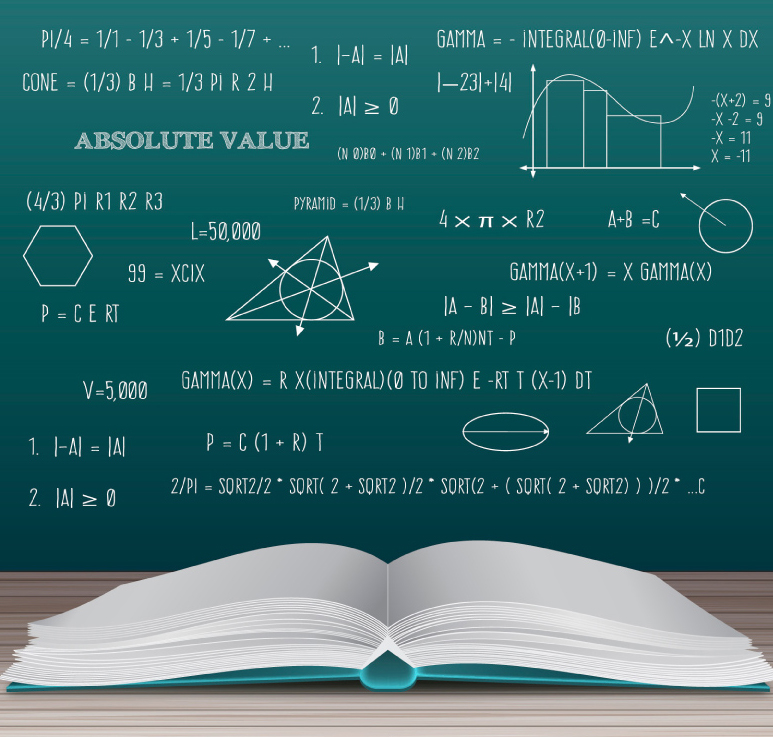 PI/4 = 1/1 - 1/3 + 1/5 - 1/7 + ...
1. |-A| = |A|
GAMMA = - INTEGRAL(0-INF) E^-X LN X DX
CONE = (1/3) B H = 1/3 PI R 2 H
2. |A| ≥ 0
|—23|+|4|
-(X+2) = 9
-X -2 = 9
-X = 11
X = -11
ABSOLUTE VALUE
(N 0)B0 + (N 1)B1 + (N 2)B2
(4/3) PI R1 R2 R3
PYRAMID = (1/3) B H
L=50,000
4 × π × R2
A+B =C
99 = XCIX
GAMMA(X+1) = X GAMMA(X)
P = C E RT
|A - B| ≥ |A| - |B
B = A (1 + R/N)NT - P
(½) D1D2
V=5,000
GAMMA(X) = R X(INTEGRAL)(0 TO INF) E -RT T (X-1) DT
1. |-A| = |A|
P = C (1 + R) T
2. |A| ≥ 0
2/PI = SQRT2/2 * SQRT( 2 + SQRT2 )/2 * SQRT(2 + ( SQRT( 2 + SQRT2) ) )/2 * ...C